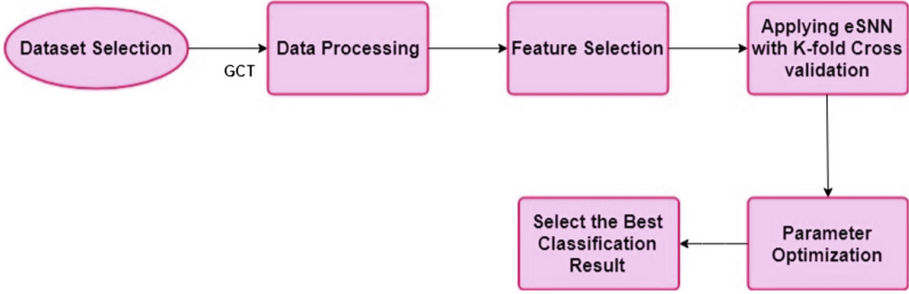 Dataset Selection
GCT
Data Processing
Feature Selection
Applying eSNN
with K-fold Cross
validation
Parameter
Optimization
Select the Best
Classification
Result